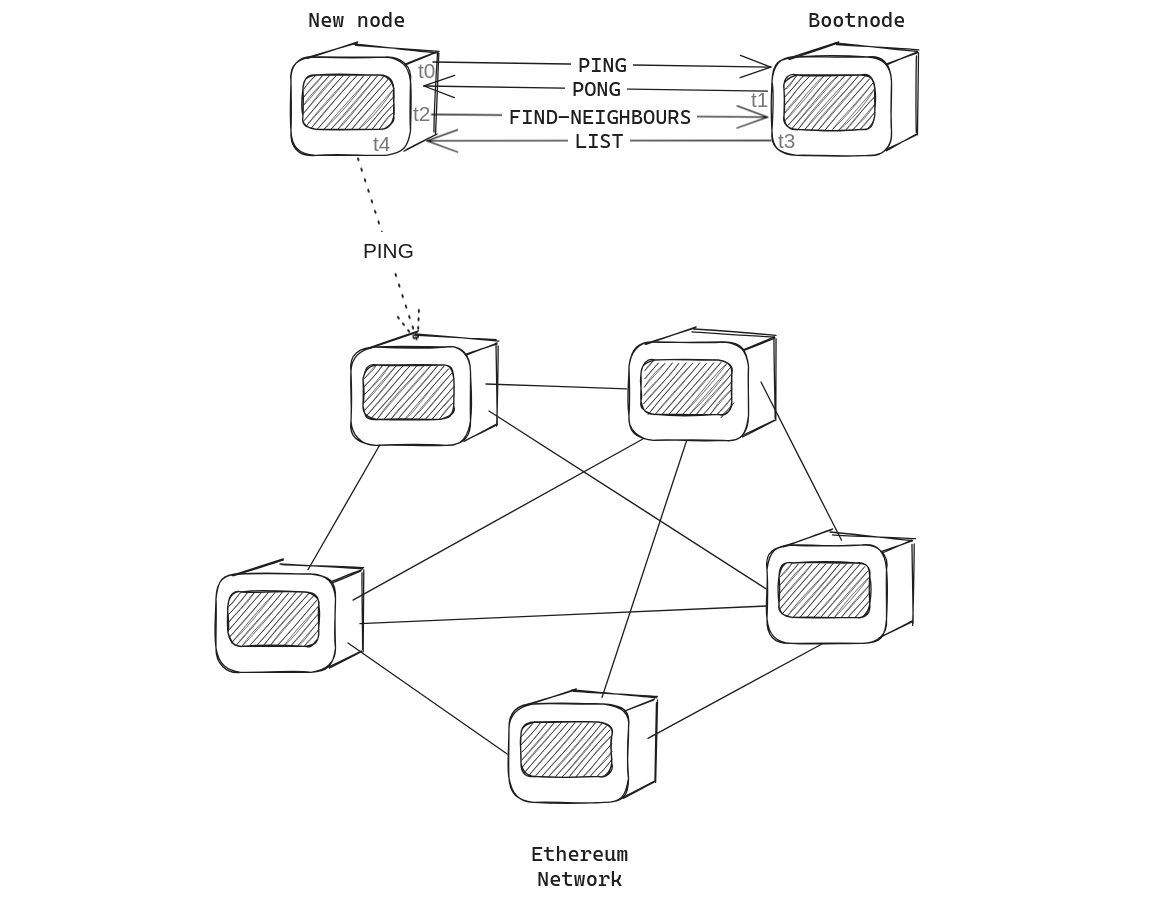 New node
Bootnode
t0
PING
PONG
t1
t2
FIND-NEIGHBOURS
LIST
t3
t4
PING
Ethereum
Network